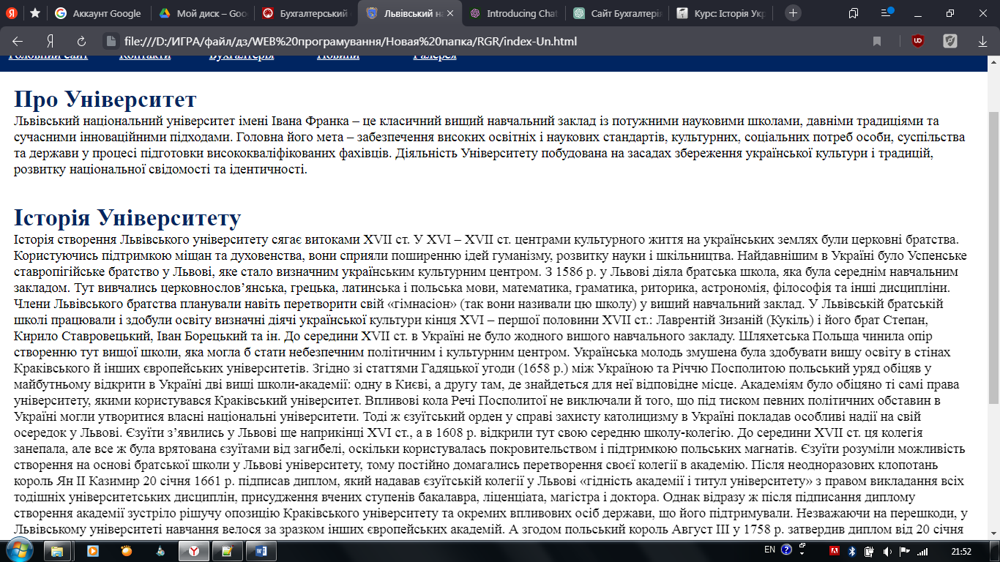 Аккаунт Google
Мой диск – Goo
Бухгалтерський
Львівський на
Introducing Chat
Сайт Бухгалтерія
Курс: Історія Укр
file:///D:/ИГРА/файл/дз/WEB%20програмування/Новая%20папка/RGR/index-Un.html
Головний сайт Контакти Бухгалтерія Новини Галерея
Про Університет
Львівський національний університет імені Івана Франка – це класичний вищий навчальний заклад із потужними науковими школами, давніми традиціями та
сучасними інноваційними підходами. Головна його мета – забезпечення високих освітніх і наукових стандартів, культурних, соціальних потреб особи, суспільства
та держави у процесі підготовки висококваліфікованих фахівців. Діяльність Університету побудована на засадах збереження української культури і традицій,
розвитку національної свідомості та ідентичності.
Історія Університету
Історія створення Львівського університету сягає витоками XVII ст. У XVI – XVII ст. центрами культурного життя на українських землях були церковні братства.
Користуючись підтримкою міщан та духовенства, вони сприяли поширенню ідей гуманізму, розвитку науки і шкільництва. Найдавнішим в Україні було Успенське
ставропігійське братство у Львові, яке стало визначним українським культурним центром. З 1586 р. у Львові діяла братська школа, яка була середнім навчальним
закладом. Тут вивчались церковнослов’янська, грецька, латинська і польська мови, математика, граматика, риторика, астрономія, філософія та інші дисципліни.
Члени Львівського братства планували навіть перетворити свій «гімнасіон» (так вони називали цю школу) у вищий навчальний заклад. У Львівській братській
школі працювали і здобули освіту визначні діячі української культури кінця XVI – першої половини XVII ст.: Лаврентій Зизаній (Кукіль) і його брат Степан,
Кирило Ставровецький, Іван Борецький та ін. До середини XVII ст. в Україні не було жодного вищого навчального закладу. Шляхетська Польща чинила опір
створенню тут вищої школи, яка могла б стати небезпечним політичним і культурним центром. Українська молодь змушена була здобувати вищу освіту в стінах
Краківського й інших європейських університетів. Згідно зі статтями Гадяцької угоди (1658 р.) між Україною та Річчю Посполитою польський уряд обіцяв у
майбутньому відкрити в Україні дві вищі школи-академії: одну в Києві, а другу там, де знайдеться для неї відповідне місце. Академіям було обіцяно ті самі права
університету, якими користувався Краківський університет. Впливові кола Речі Посполитої не виключали й того, що під тиском певних політичних обставин в
Україні могли утворитися власні національні університети. Тоді ж єзуїтський орден у справі захисту католицизму в Україні покладав особливі надії на свій
осередок у Львові. Єзуїти з’явились у Львові ще наприкінці XVI ст., а в 1608 р. відкрили тут свою середню школу-колегію. До середини XVII ст. ця колегія
занепала, але все ж була врятована єзуїтами від загибелі, оскільки користувалась покровительством і підтримкою польських магнатів. Єзуїти розуміли можливість
створення на основі братської школи у Львові університету, тому постійно домагались перетворення своєї колегії в академію. Після неодноразових клопотань
король Ян II Казимир 20 січня 1661 р. підписав диплом, який надавав єзуїтській колегії у Львові «гідність академії і титул університету» з правом викладання всіх
тодішніх університетських дисциплін, присудження вчених ступенів бакалавра, ліценціата, магістра і доктора. Однак відразу ж після підписання диплому
створення академії зустріло рішучу опозицію Краківського університету та окремих впливових осіб держави, що його підтримували. Незважаючи на перешкоди, у
Львівському університеті навчання велося за зразком інших європейських академій. А згодом польський король Август III у 1758 р. затвердив диплом від 20 січня
EN
21:52